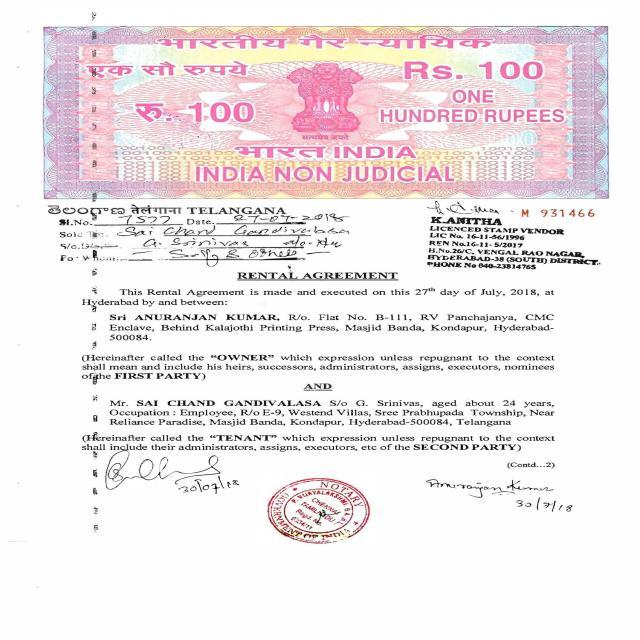 भारतीय गैर न्यायिक
एक सौ रुपये
Rs. 100
रु. 100
ONE
HUNDRED RUPEES
सत्यमेव जयते
भारत INDIA
INDIA NON JUDICIAL
తెలంగాణ तेलंगाना TELANGANA
M 931466
Sl.No. 7577 Date. 27-07-2018
Sold To. Sai Chand Gandivalasa
S/o. G. Srinivas
For Whom Self & Others
K.ANITHA
LICENCED STAMP VENDOR
LIC No. 16-11-56/1996
REN No.16-11-5/2017
H.No.26/C, VENGAL RAO NAGAR,
HYDERABAD-38 (SOUTH) DISTRICT.
PHONE No 040-23814765
RENTAL AGREEMENT
This Rental Agreement is made and executed on this 27th day of July, 2018, at
Hyderabad by and between:
Sri ANURANJAN KUMAR, R/o. Flat No. B-111, RV Panchajanya, CMC
Enclave, Behind Kalajothi Printing Press, Masjid Banda, Kondapur, Hyderabad-
500084.
(Hereinafter called the “OWNER” which expression unless repugnant to the context
shall mean and include his heirs, successors, administrators, assigns, executors, nominees
of the FIRST PARTY)
AND
Mr. SAI CHAND GANDIVALASA S/o G. Srinivas, aged about 24 years,
Occupation : Employee, R/o E-9, Westend Villas, Sree Prabhupada Township, Near
Reliance Paradise, Masjid Banda, Kondapur, Hyderabad-500084, Telangana
(Hereinafter called the “TENANT” which expression unless repugnant to the context
shall include their administrators, assigns, executors, etc of the SECOND PARTY)
(Contd...2)
30/07/18
Anuranjan Kumar
30/7/18
NOTARY
P. VIJAYALAKSHMI
CHENNAI
TAMILNADU
GOVERNMENT OF INDIA